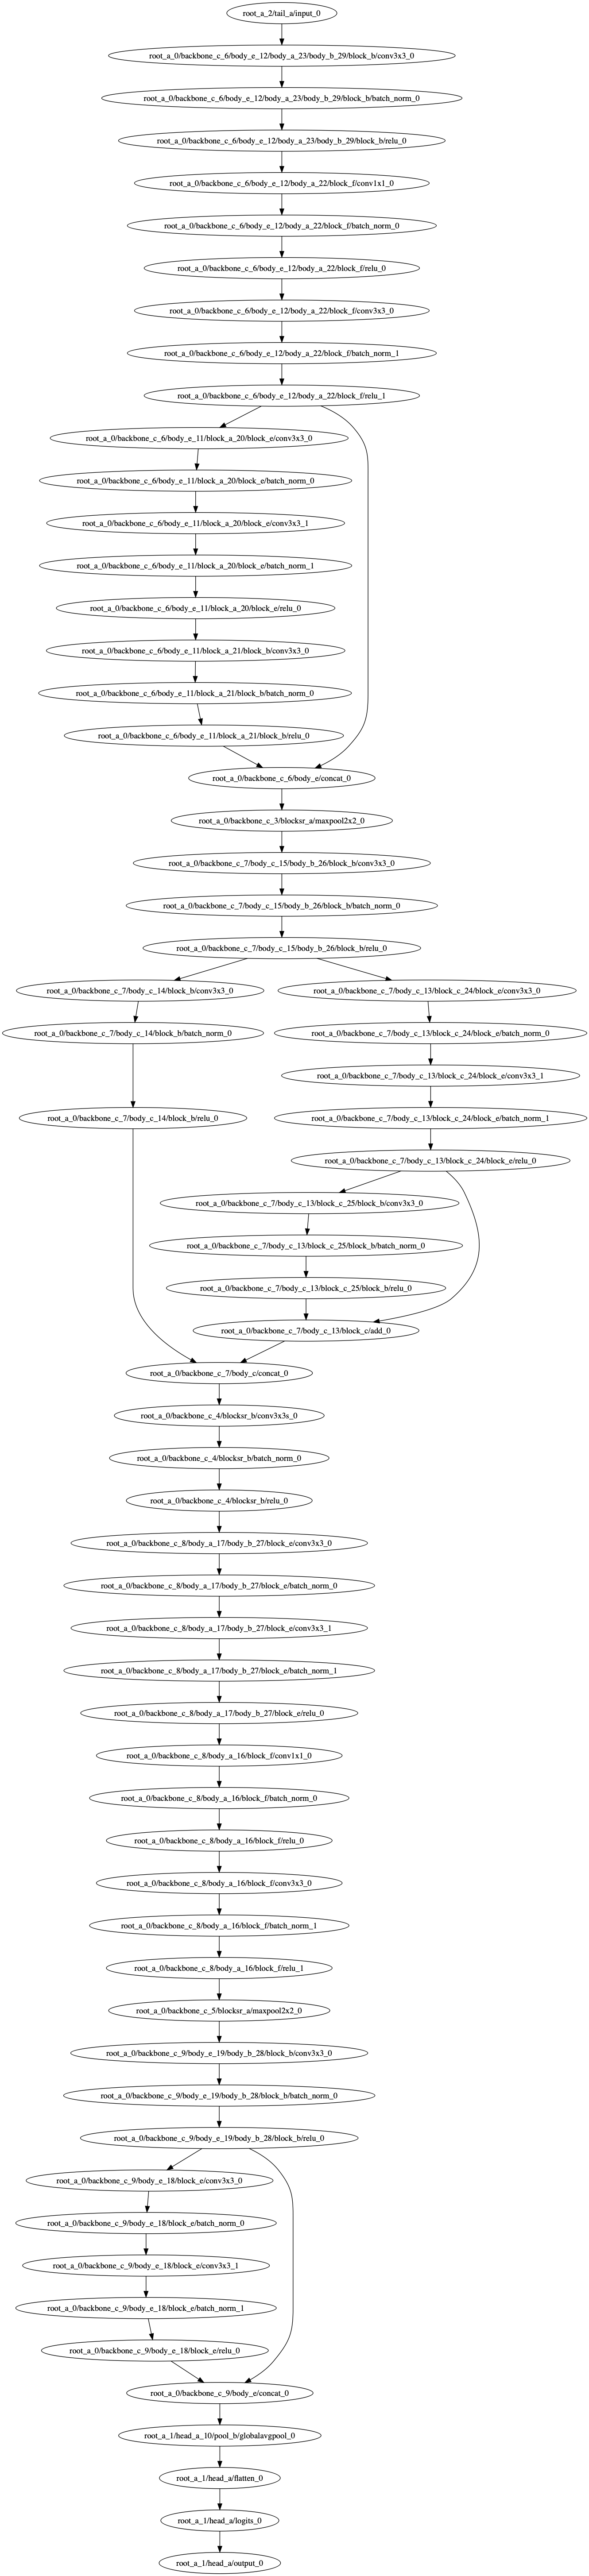 root_a_2/tail_a/input_0
root_a_0/backbone_c_6/body_e_12/body_a_23/body_b_29/block_b/conv3x3_0
root_a_0/backbone_c_6/body_e_12/body_a_23/body_b_29/block_b/batch_norm_0
root_a_0/backbone_c_6/body_e_12/body_a_23/body_b_29/block_b/relu_0
root_a_0/backbone_c_6/body_e_12/body_a_22/block_f/conv1x1_0
root_a_0/backbone_c_6/body_e_12/body_a_22/block_f/batch_norm_0
root_a_0/backbone_c_6/body_e_12/body_a_22/block_f/relu_0
root_a_0/backbone_c_6/body_e_12/body_a_22/block_f/conv3x3_0
root_a_0/backbone_c_6/body_e_12/body_a_22/block_f/batch_norm_1
root_a_0/backbone_c_6/body_e_12/body_a_22/block_f/relu_1
root_a_0/backbone_c_6/body_e_11/block_a_20/block_e/conv3x3_0
root_a_0/backbone_c_6/body_e_11/block_a_20/block_e/batch_norm_0
root_a_0/backbone_c_6/body_e_11/block_a_20/block_e/conv3x3_1
root_a_0/backbone_c_6/body_e_11/block_a_20/block_e/batch_norm_1
root_a_0/backbone_c_6/body_e_11/block_a_20/block_e/relu_0
root_a_0/backbone_c_6/body_e_11/block_a_21/block_b/conv3x3_0
root_a_0/backbone_c_6/body_e_11/block_a_21/block_b/batch_norm_0
root_a_0/backbone_c_6/body_e_11/block_a_21/block_b/relu_0
root_a_0/backbone_c_6/body_e/concat_0
root_a_0/backbone_c_3/blocksr_a/maxpool2x2_0
root_a_0/backbone_c_7/body_c_15/body_b_26/block_b/conv3x3_0
root_a_0/backbone_c_7/body_c_15/body_b_26/block_b/batch_norm_0
root_a_0/backbone_c_7/body_c_15/body_b_26/block_b/relu_0
root_a_0/backbone_c_7/body_c_14/block_b/conv3x3_0
root_a_0/backbone_c_7/body_c_13/block_c_24/block_e/conv3x3_0
root_a_0/backbone_c_7/body_c_14/block_b/batch_norm_0
root_a_0/backbone_c_7/body_c_13/block_c_24/block_e/batch_norm_0
root_a_0/backbone_c_7/body_c_13/block_c_24/block_e/conv3x3_1
root_a_0/backbone_c_7/body_c_14/block_b/relu_0
root_a_0/backbone_c_7/body_c_13/block_c_24/block_e/batch_norm_1
root_a_0/backbone_c_7/body_c_13/block_c_24/block_e/relu_0
root_a_0/backbone_c_7/body_c_13/block_c_25/block_b/conv3x3_0
root_a_0/backbone_c_7/body_c_13/block_c_25/block_b/batch_norm_0
root_a_0/backbone_c_7/body_c_13/block_c_25/block_b/relu_0
root_a_0/backbone_c_7/body_c_13/block_c/add_0
root_a_0/backbone_c_7/body_c/concat_0
root_a_0/backbone_c_4/blocksr_b/conv3x3s_0
root_a_0/backbone_c_4/blocksr_b/batch_norm_0
root_a_0/backbone_c_4/blocksr_b/relu_0
root_a_0/backbone_c_8/body_a_17/body_b_27/block_e/conv3x3_0
root_a_0/backbone_c_8/body_a_17/body_b_27/block_e/batch_norm_0
root_a_0/backbone_c_8/body_a_17/body_b_27/block_e/conv3x3_1
root_a_0/backbone_c_8/body_a_17/body_b_27/block_e/batch_norm_1
root_a_0/backbone_c_8/body_a_17/body_b_27/block_e/relu_0
root_a_0/backbone_c_8/body_a_16/block_f/conv1x1_0
root_a_0/backbone_c_8/body_a_16/block_f/batch_norm_0
root_a_0/backbone_c_8/body_a_16/block_f/relu_0
root_a_0/backbone_c_8/body_a_16/block_f/conv3x3_0
root_a_0/backbone_c_8/body_a_16/block_f/batch_norm_1
root_a_0/backbone_c_8/body_a_16/block_f/relu_1
root_a_0/backbone_c_5/blocksr_a/maxpool2x2_0
root_a_0/backbone_c_9/body_e_19/body_b_28/block_b/conv3x3_0
root_a_0/backbone_c_9/body_e_19/body_b_28/block_b/batch_norm_0
root_a_0/backbone_c_9/body_e_19/body_b_28/block_b/relu_0
root_a_0/backbone_c_9/body_e_18/block_e/conv3x3_0
root_a_0/backbone_c_9/body_e_18/block_e/batch_norm_0
root_a_0/backbone_c_9/body_e_18/block_e/conv3x3_1
root_a_0/backbone_c_9/body_e_18/block_e/batch_norm_1
root_a_0/backbone_c_9/body_e_18/block_e/relu_0
root_a_0/backbone_c_9/body_e/concat_0
root_a_1/head_a_10/pool_b/globalavgpool_0
root_a_1/head_a/flatten_0
root_a_1/head_a/logits_0
root_a_1/head_a/output_0